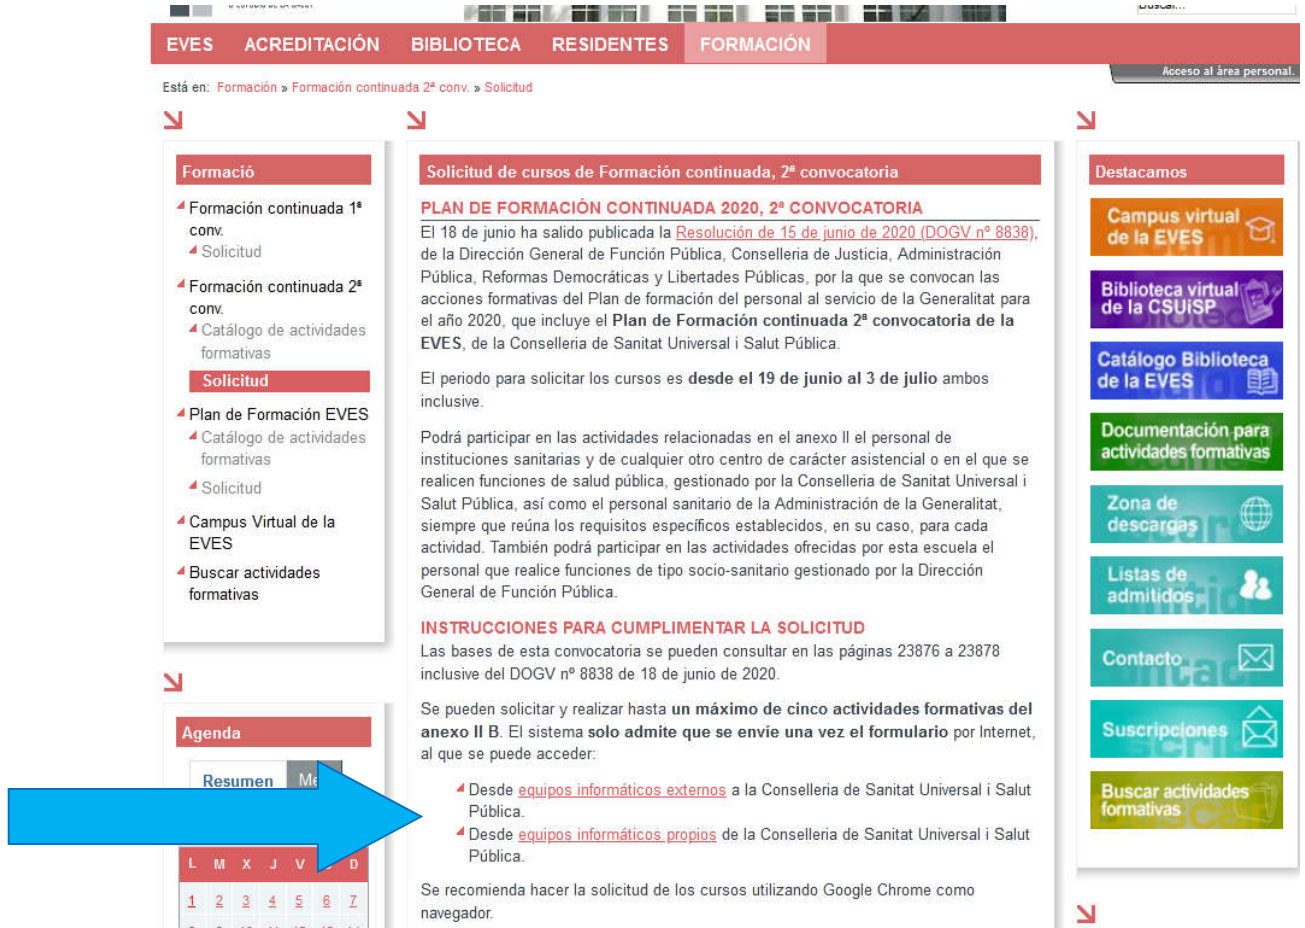 Buscar...
EVES ACREDITACIÓN BIBLIOTECA RESIDENTES FORMACIÓN
Acceso al área personal.
Está en: Formación » Formación continuada 2ª conv. » Solicitud
Formació
Formación continuada 1ª
conv.
Solicitud
Formación continuada 2ª
conv.
Catálogo de actividades
formativas
Solicitud
Plan de Formación EVES
Catálogo de actividades
formativas
Solicitud
Campus Virtual de la
EVES
Buscar actividades
formativas
Agenda
Resumen
L M X J V D
1 2 3 4 5 6 7
Solicitud de cursos de Formación continuada, 2ª convocatoria
PLAN DE FORMACIÓN CONTINUADA 2020, 2ª CONVOCATORIA
El 18 de junio ha salido publicada la Resolución de 15 de junio de 2020 (DOGV nº 8838),
de la Dirección General de Función Pública, Conselleria de Justicia, Administración
Pública, Reformas Democráticas y Libertades Públicas, por la que se convocan las
acciones formativas del Plan de formación del personal al servicio de la Generalitat para
el año 2020, que incluye el Plan de Formación continuada 2ª convocatoria de la
EVES, de la Conselleria de Sanitat Universal i Salut Pública.
El periodo para solicitar los cursos es desde el 19 de junio al 3 de julio ambos
inclusive.
Podrá participar en las actividades relacionadas en el anexo II el personal de
instituciones sanitarias y de cualquier otro centro de carácter asistencial o en el que se
realicen funciones de salud pública, gestionado por la Conselleria de Sanitat Universal i
Salut Pública, así como el personal sanitario de la Administración de la Generalitat,
siempre que reúna los requisitos específicos establecidos, en su caso, para cada
actividad. También podrá participar en las actividades ofrecidas por esta escuela el
personal que realice funciones de tipo socio-sanitario gestionado por la Dirección
General de Función Pública.
INSTRUCCIONES PARA CUMPLIMENTAR LA SOLICITUD
Las bases de esta convocatoria se pueden consultar en las páginas 23876 a 23878
inclusive del DOGV nº 8838 de 18 de junio de 2020.
Se pueden solicitar y realizar hasta un máximo de cinco actividades formativas del
anexo II B. El sistema solo admite que se envíe una vez el formulario por Internet,
al que se puede acceder:
Desde equipos informáticos externos a la Conselleria de Sanitat Universal i Salut
Pública.
Desde equipos informáticos propios de la Conselleria de Sanitat Universal i Salut
Pública.
Se recomienda hacer la solicitud de los cursos utilizando Google Chrome como
navegador.
Destacamos
Campus virtual
de la EVES
Biblioteca virtual
de la CSUiSP
Catálogo Biblioteca
de la EVES
Documentación para
actividades formativas
Zona de
descargas
Listas de
admitidos
Contacto
Suscripciones
Buscar actividades
formativas